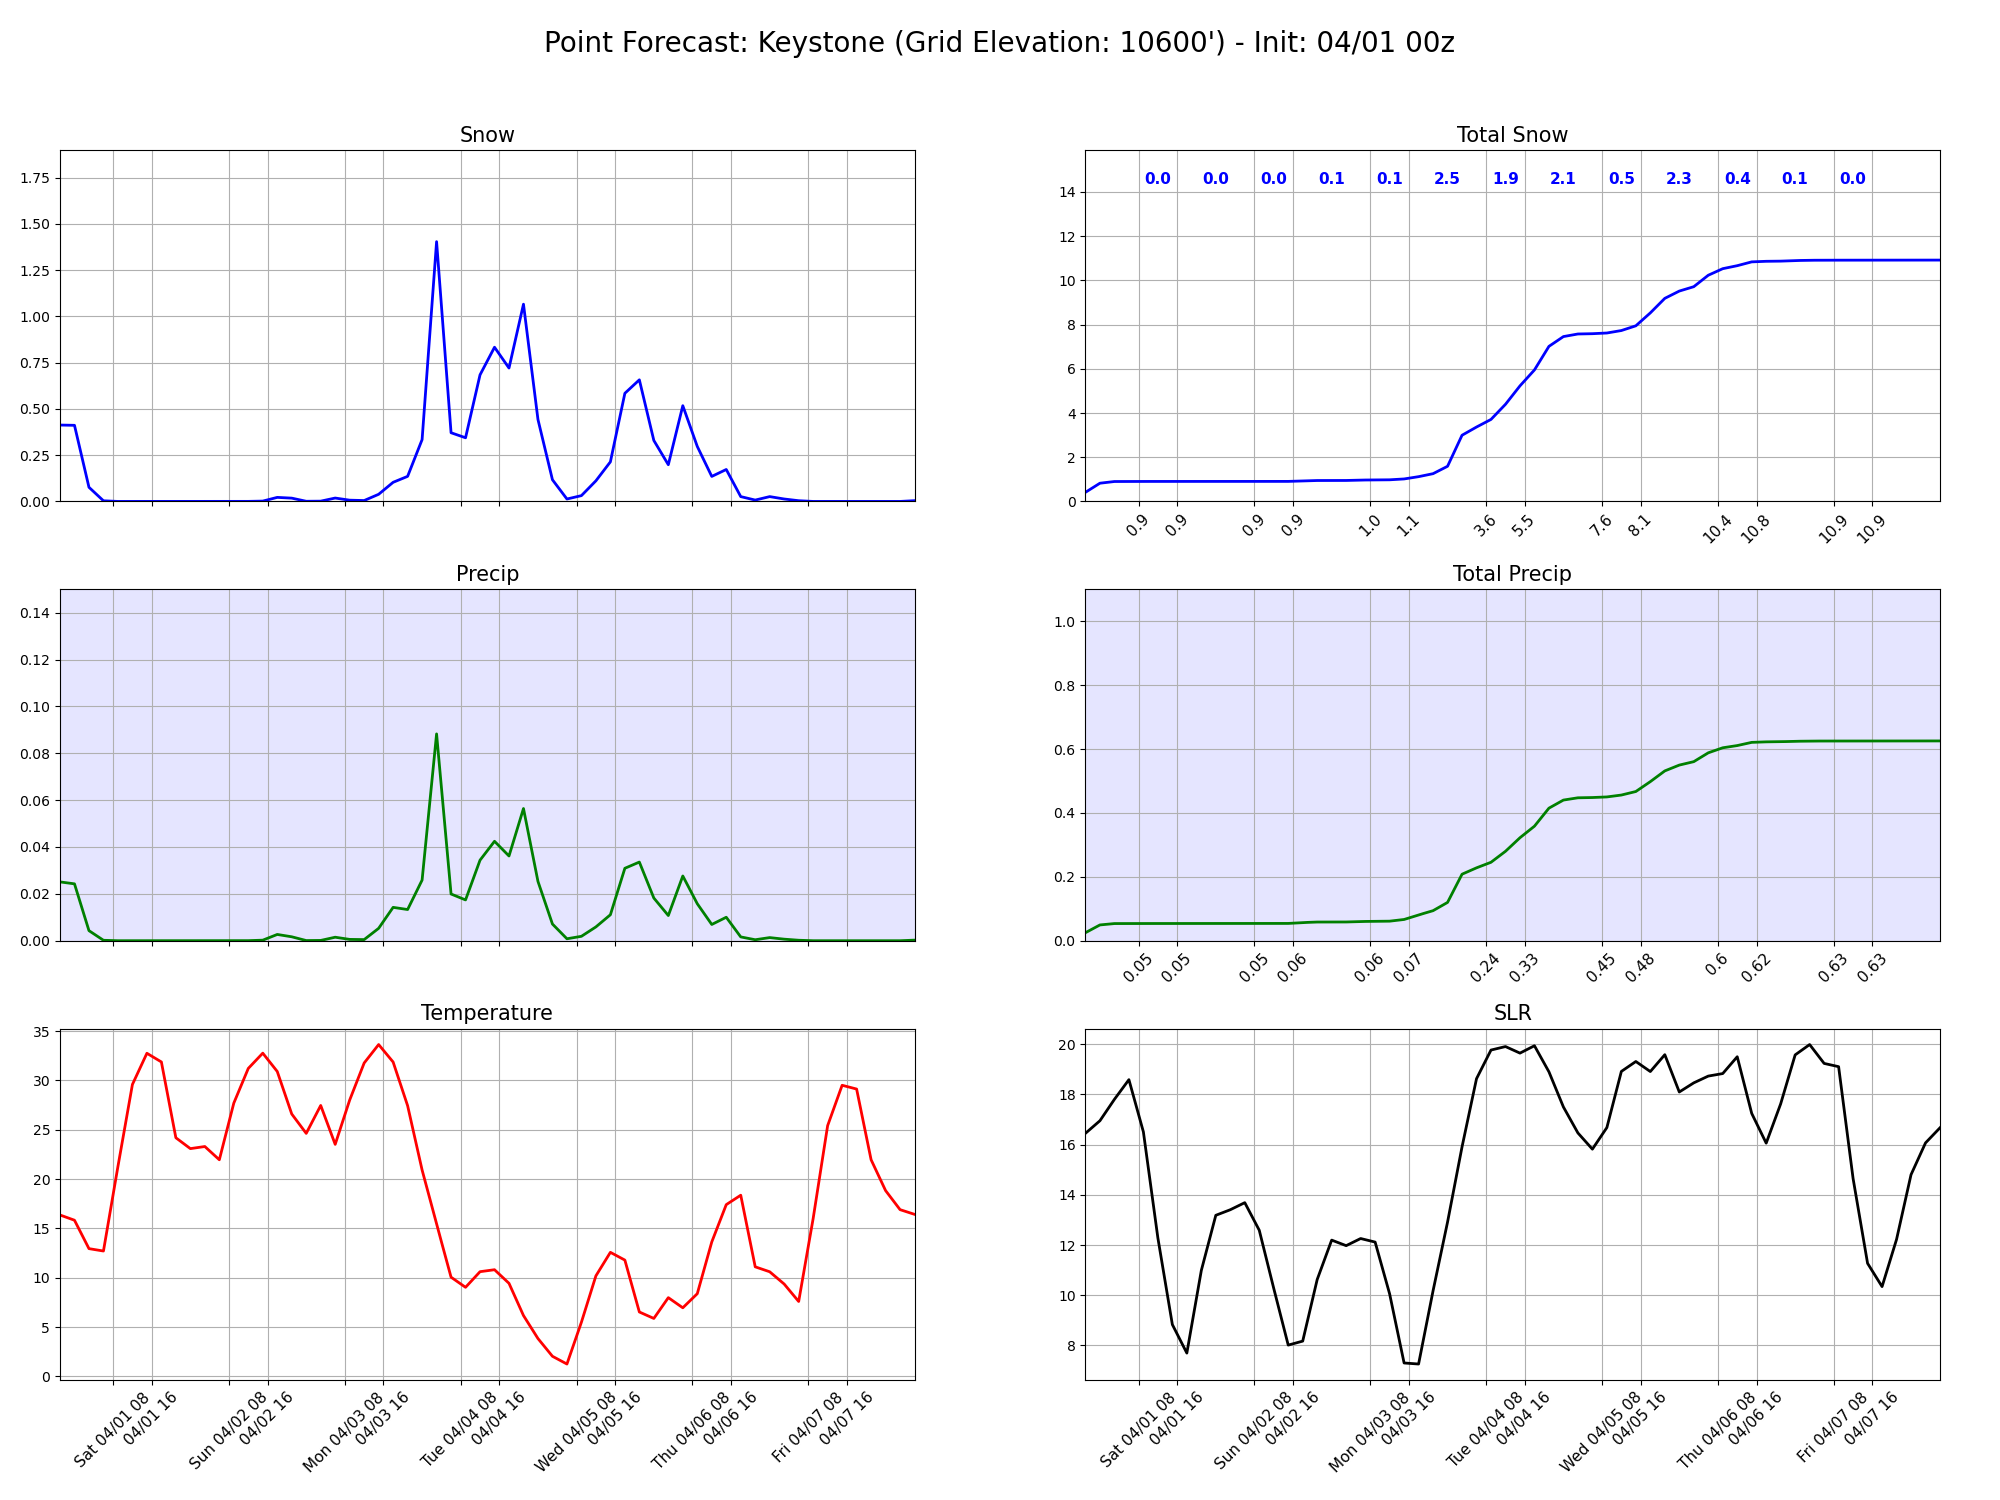 Point Forecast: Keystone (Grid Elevation: 10600') - Init: 04/01 00z
Snow
1.75
1.50
1.25
1.00
0.75
0.50
0.25
0.00
Total Snow
0.0 0.0 0.0 0.1 0.1 2.5 1.9 2.1 0.5 2.3 0.4 0.1 0.0
14
12
10
8
6
4
2
0
0.9 0.9 0.9 0.9 1.0 1.1 3.6 5.5 7.6 8.1 10.4 10.8 10.9 10.9
Precip
0.14
0.12
0.10
0.08
0.06
0.04
0.02
0.00
Total Precip
1.0
0.8
0.6
0.4
0.2
0.0
0.05 0.05 0.05 0.06 0.06 0.07 0.24 0.33 0.45 0.48 0.6 0.62 0.63 0.63
Temperature
35
30
25
20
15
10
5
0
Sat 04/01 08
04/01 16
Sun 04/02 08
04/02 16
Mon 04/03 08
04/03 16
Tue 04/04 08
04/04 16
Wed 04/05 08
04/05 16
Thu 04/06 08
04/06 16
Fri 04/07 08
04/07 16
SLR
20
18
16
14
12
10
8
Sat 04/01 08
04/01 16
Sun 04/02 08
04/02 16
Mon 04/03 08
04/03 16
Tue 04/04 08
04/04 16
Wed 04/05 08
04/05 16
Thu 04/06 08
04/06 16
Fri 04/07 08
04/07 16